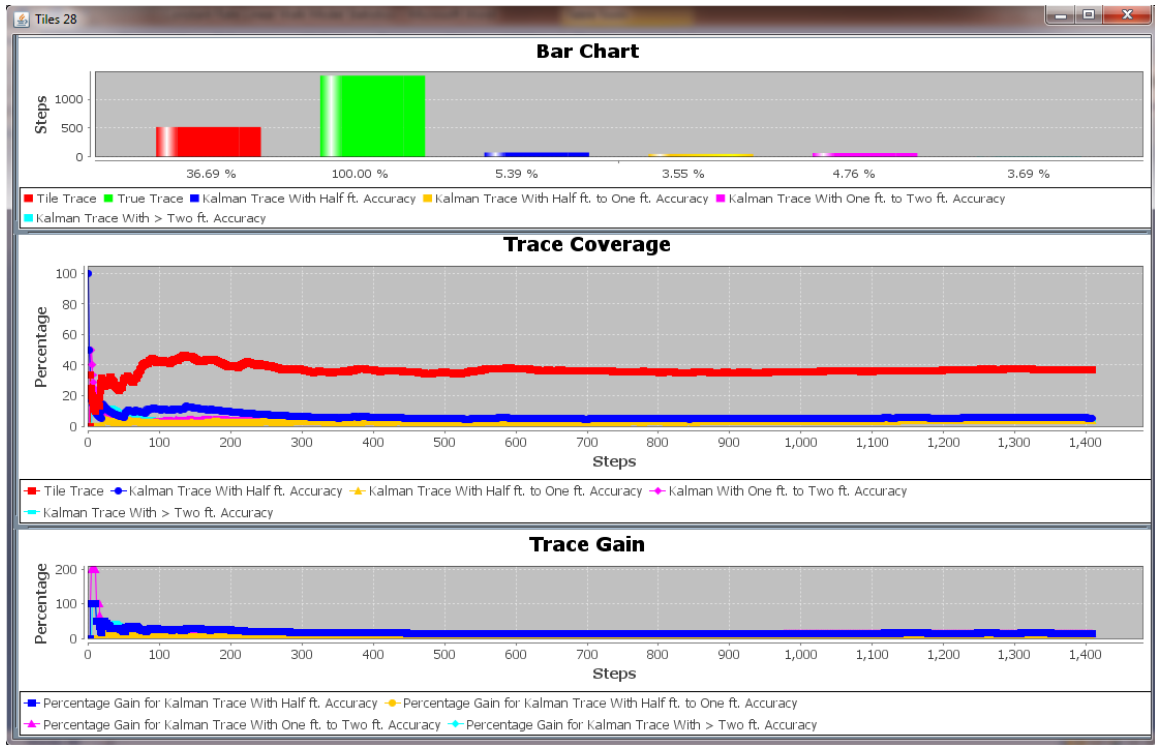 Tiles 28
Bar Chart
Steps
1000
500
0
36.69 % 100.00 % 5.39 % 3.55 % 4.76 % 3.69 %
Tile Trace True Trace Kalman Trace With Half ft. Accuracy Kalman Trace With Half ft. to One ft. Accuracy Kalman Trace With One ft. to Two ft. Accuracy
Kalman Trace With > Two ft. Accuracy
Trace Coverage
Percentage
100
80
60
40
20
0
0 100 200 300 400 500 600 700 800 900 1,000 1,100 1,200 1,300 1,400
Steps
Tile Trace Kalman Trace With Half ft. Accuracy Kalman Trace With Half ft. to One ft. Accuracy Kalman With One ft. to Two ft. Accuracy
Kalman Trace With > Two ft. Accuracy
Trace Gain
Percentage
200
100
0
0 100 200 300 400 500 600 700 800 900 1,000 1,100 1,200 1,300 1,400
Steps
Percentage Gain for Kalman Trace With Half ft. Accuracy Percentage Gain for Kalman Trace With Half ft. to One ft. Accuracy
Percentage Gain for Kalman Trace With One ft. to Two ft. Accuracy Percentage Gain for Kalman Trace With > Two ft. Accuracy